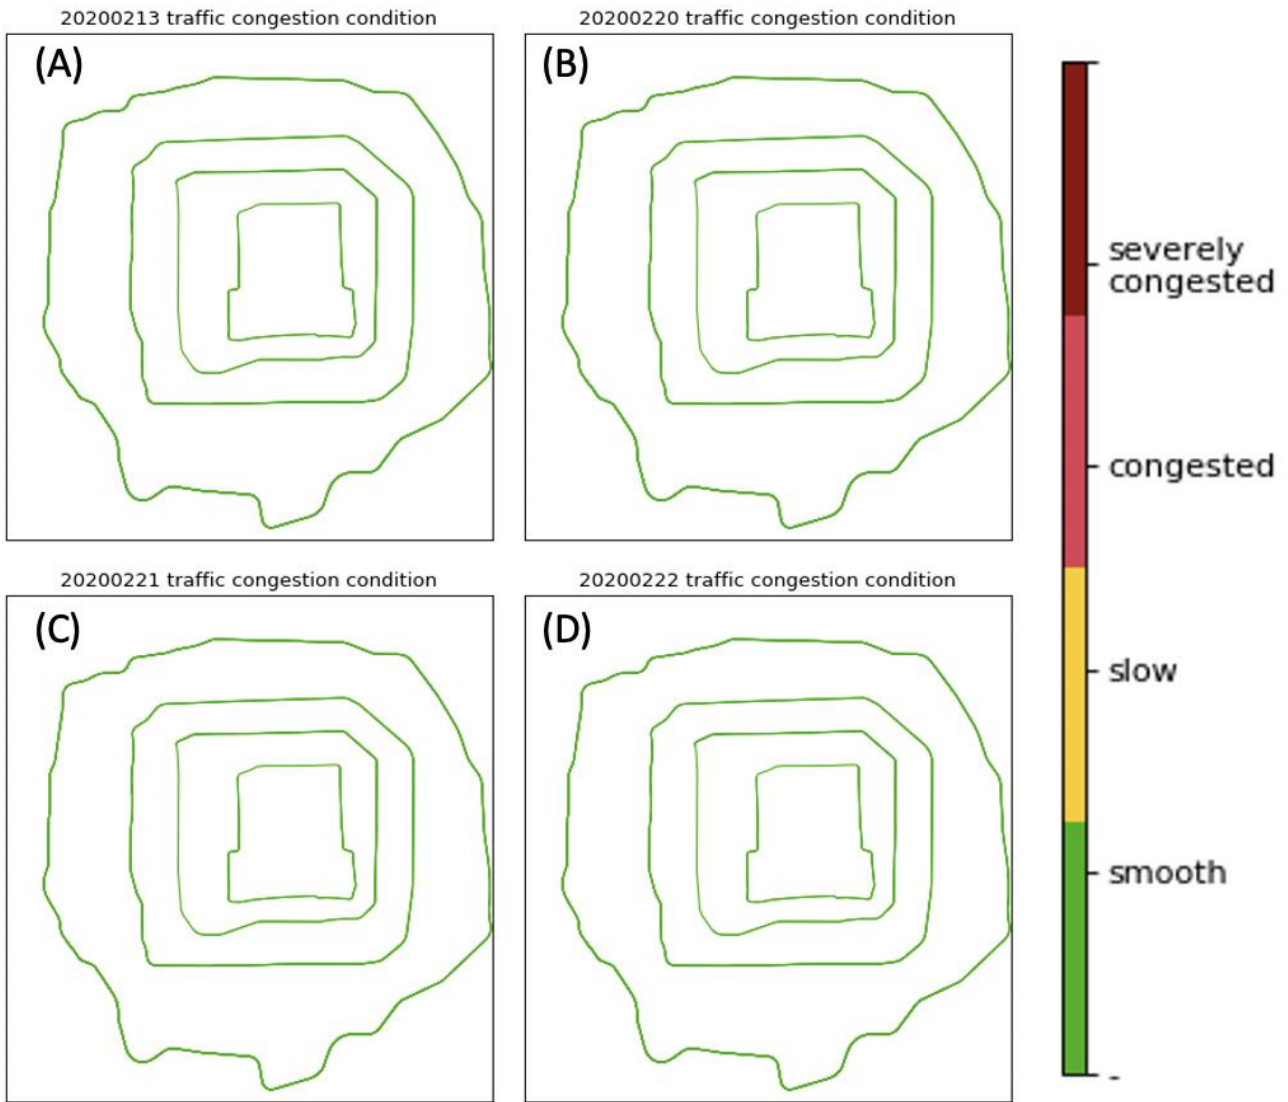 20200213 traffic congestion condition
(A)
20200220 traffic congestion condition
(B)
20200221 traffic congestion condition
(C)
20200222 traffic congestion condition
(D)
severely
congested
congested
slow
smooth
-